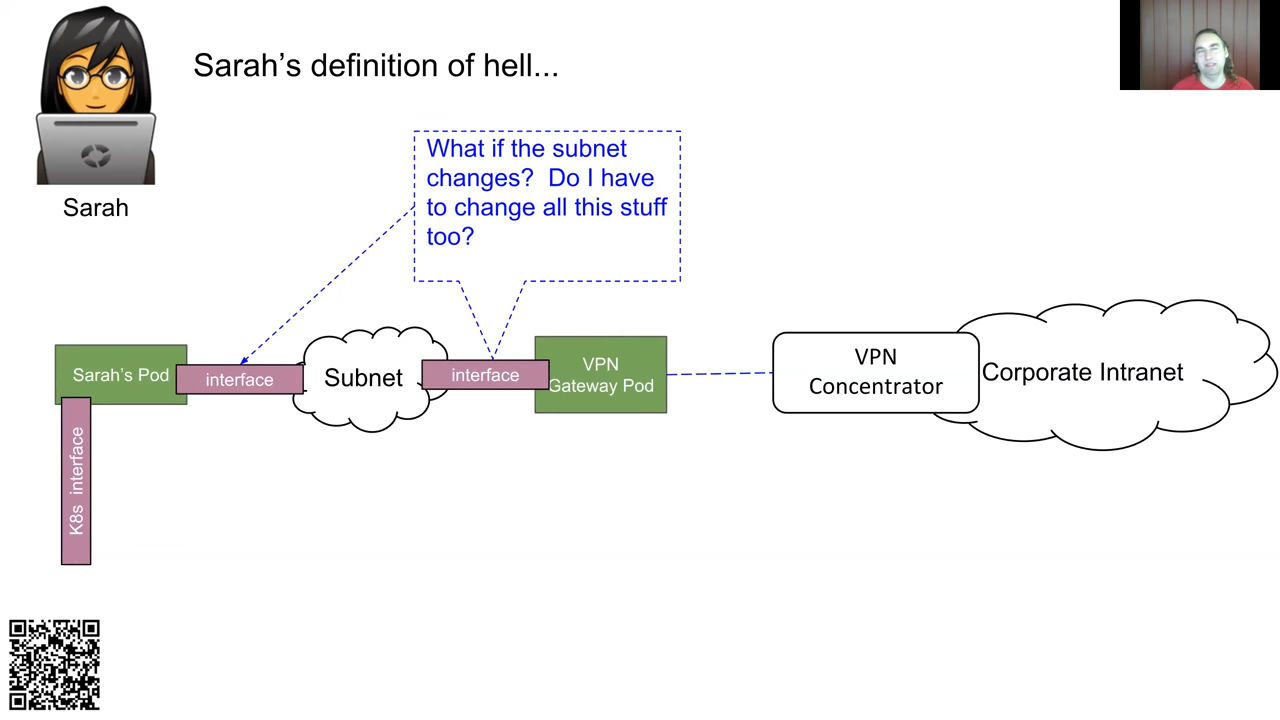 Sarah’s definition of hell...
Sarah
What if the subnet
changes?  Do I have
to change all this stuff
too?
Sarah’s Pod
interface
Subnet
interface
VPN
Gateway Pod
VPN
Concentrator
Corporate Intranet
K8s  interface